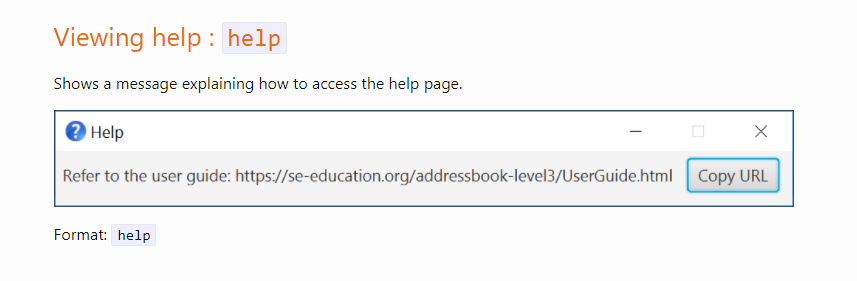 Viewing help : help
Shows a message explaining how to access the help page.
Help
Refer to the user guide: https://se-education.org/addressbook-level3/UserGuide.html Copy URL
Format: help